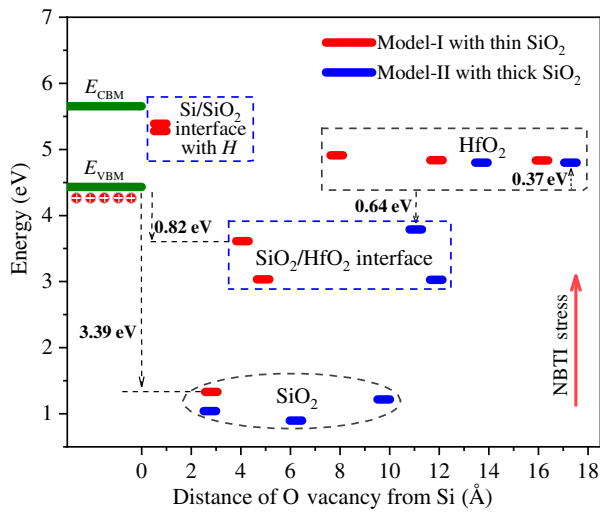 Model-I with thin SiO₂
Model-II with thick SiO₂
E_CBM
Si/SiO₂
interface
with H
HfO₂
E_VBM
0.37 eV
0.82 eV
0.64 eV
SiO₂/HfO₂ interface
3.39 eV
SiO₂
NBTI stress
Energy (eV)
7
6
5
4
3
2
1
0 2 4 6 8 10 12 14 16 18
Distance of O vacancy from Si (Å)